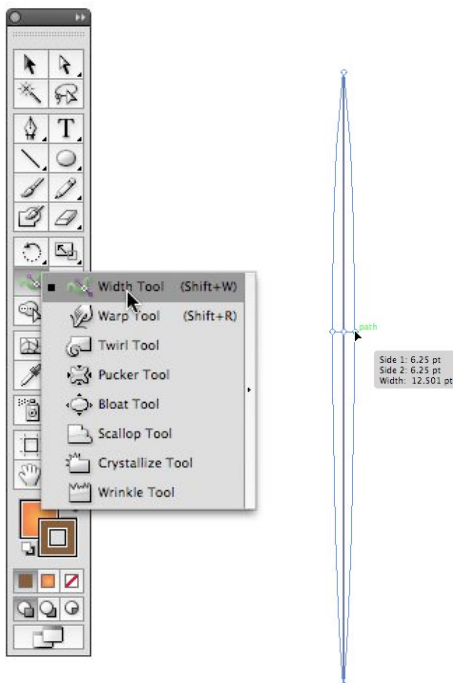 T
Width Tool (Shift+W)
Warp Tool (Shift+R)
Twirl Tool
Pucker Tool
Bloat Tool
Scallop Tool
Crystallize Tool
Wrinkle Tool
path
Side 1: 6.25 pt
Side 2: 6.25 pt
Width: 12.501 pt